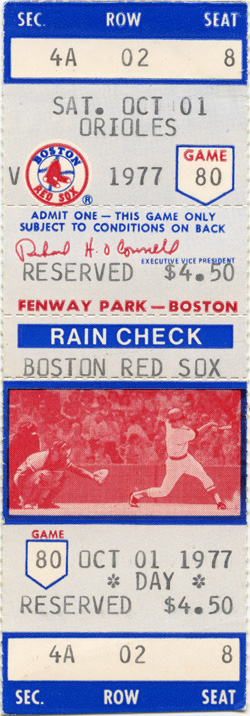 SEC. ROW SEAT
4A 02 8
SAT. OCT 01
ORIOLES
V BOSTON RED SOX ® 1977 GAME 80
ADMIT ONE — THIS GAME ONLY
SUBJECT TO CONDITIONS ON BACK
Richard H. O'Connell
EXECUTIVE VICE PRESIDENT
RESERVED $4.50
FENWAY PARK — BOSTON
RAIN CHECK
BOSTON RED SOX
GAME
80 OCT 01 1977
* DAY *
RESERVED $4.50
4A 02 8
SEC. ROW SEAT